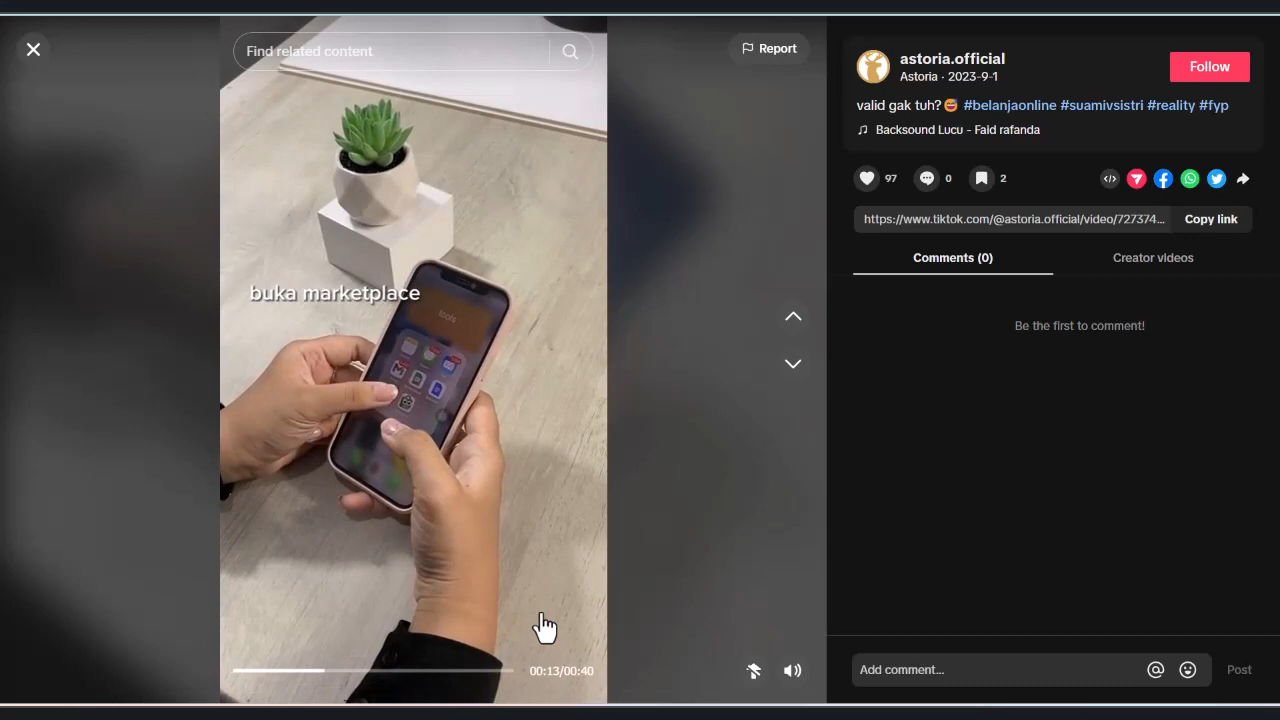 Find related content
Report
buka marketplace
tools
00:13/00:40
astoria.official
Astoria · 2023-9-1
Follow
valid gak tuh?😅 #belanjaonline #suamivsistri #reality #fyp
Backsound Lucu - Faid rafanda
97
0
2
https://www.tiktok.com/@astoria.official/video/727374...
Copy link
Comments (0)
Creator videos
Be the first to comment!
Add comment...
Post